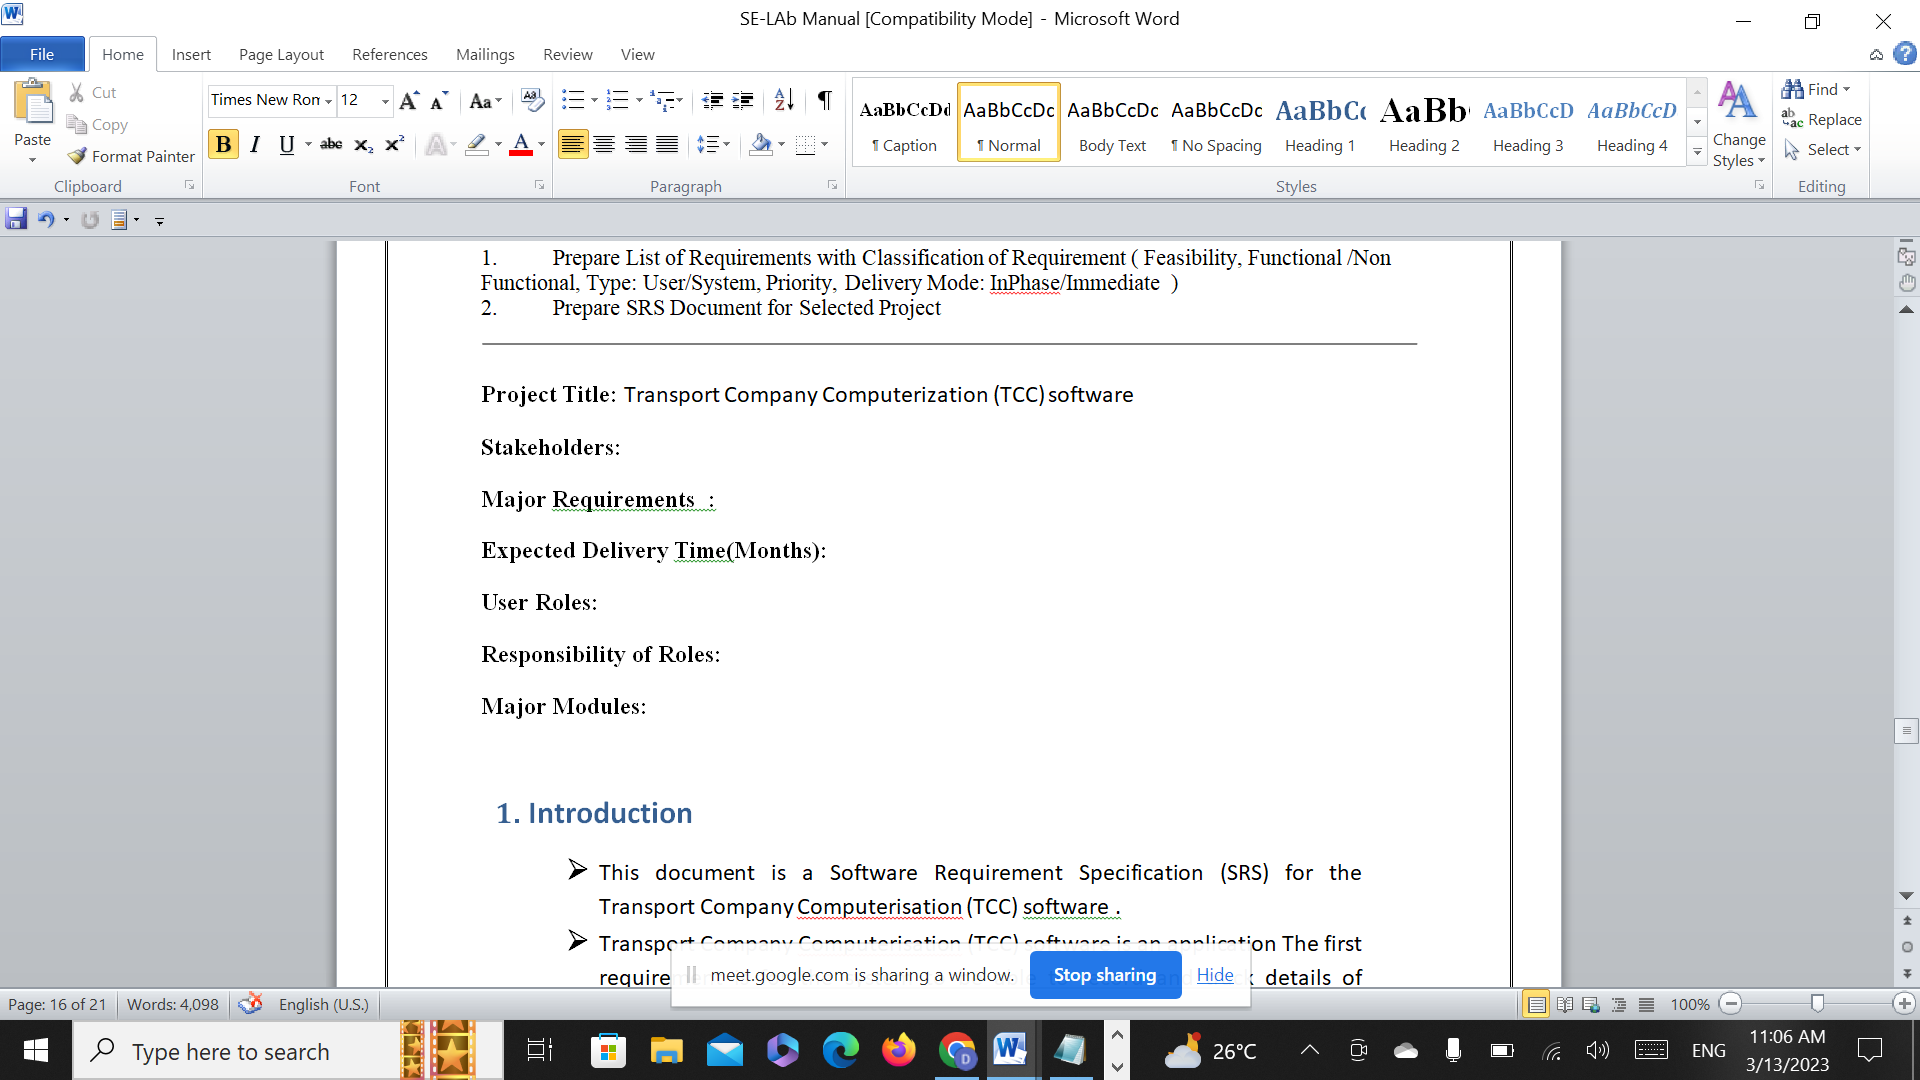 SE-LAb Manual [Compatibility Mode] - Microsoft Word
File Home Insert Page Layout References Mailings Review View
Paste
Cut
Copy
Format Painter
Clipboard
Times New Ron 12
Font
Paragraph
AaBbCcDd AaBbCcDc AaBbCcDc AaBbCcDc AaBbCc AaBb AaBbCcD AaBbCcD
¶ Caption ¶ Normal Body Text ¶ No Spacing Heading 1 Heading 2 Heading 3 Heading 4
Change
Styles
Styles
Find
Replace
Select
Editing
1. Prepare List of Requirements with Classification of Requirement ( Feasibility, Functional /Non
Functional, Type: User/System, Priority, Delivery Mode: InPhase/Immediate )
2. Prepare SRS Document for Selected Project
Project Title: Transport Company Computerization (TCC) software
Stakeholders:
Major Requirements :
Expected Delivery Time(Months):
User Roles:
Responsibility of Roles:
Major Modules:
1. Introduction
This document is a Software Requirement Specification (SRS) for the
Transport Company Computerisation (TCC) software .
Transport Company Computerisation (TCC) software is an application The first
details of
meet.google.com is sharing a window. Stop sharing Hide
Page: 16 of 21 Words: 4,098 English (U.S.) 100%
Type here to search
26°C ENG
11:06 AM
3/13/2023